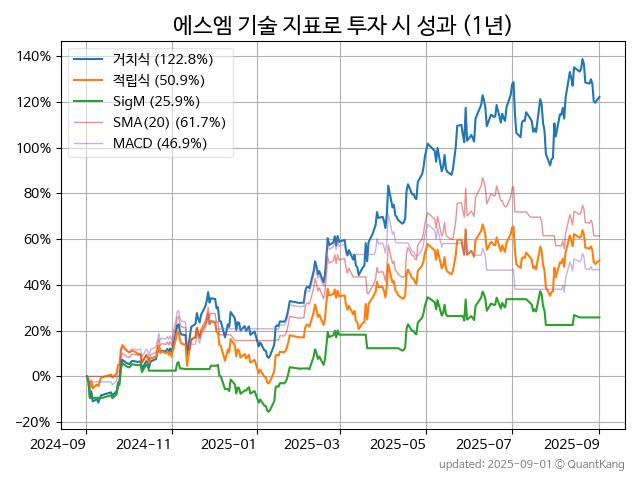 에스엠 기술 지표로 투자 시 성과 (1년)
140%
120%
100%
80%
60%
40%
20%
0%
−20%
거치식 (122.8%)
적립식 (50.9%)
SigM (25.9%)
SMA(20) (61.7%)
MACD (46.9%)
2024-09
2024-11
2025-01
2025-03
2025-05
2025-07
2025-09
updated: 2025-09-01 © QuantKang